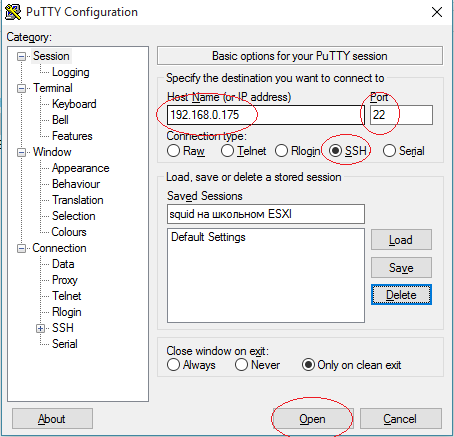 PuTTY Configuration
Category:
Session
Logging
Terminal
Keyboard
Bell
Features
Window
Appearance
Behaviour
Translation
Selection
Colours
Connection
Data
Proxy
Telnet
Rlogin
SSH
Serial
Basic options for your PuTTY session
Specify the destination you want to connect to
Host Name (or IP address) Port
192.168.0.175 22
Connection type:
Raw Telnet Rlogin SSH Serial
Load, save or delete a stored session
Saved Sessions
squid на школьном ESXI
Default Settings
Load
Save
Delete
Close window on exit:
Always Never Only on clean exit
About Open Cancel